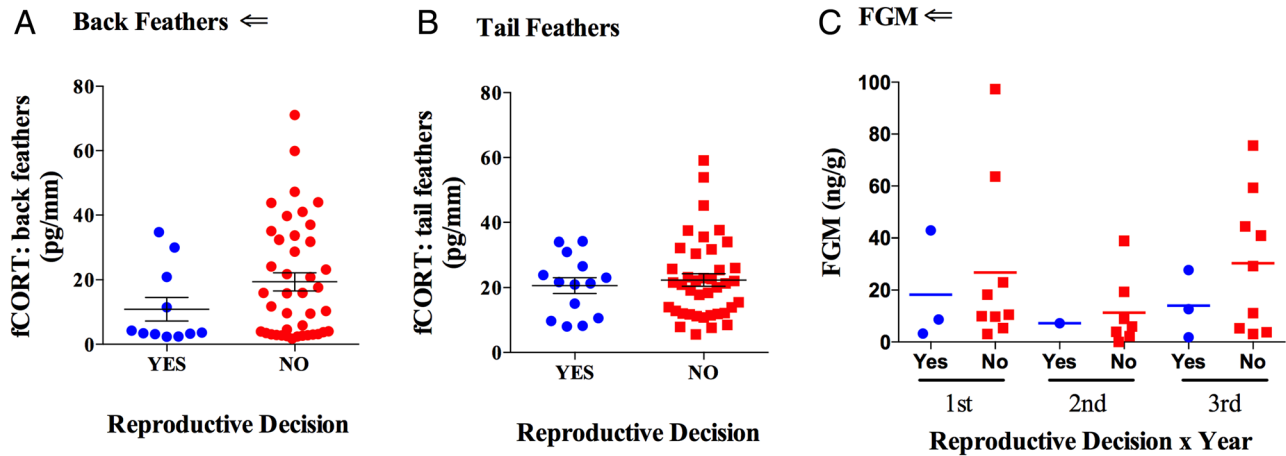 A
Back Feathers ⇐
fCORT: back feathers
(pg/mm)
80
60
40
20
0
YES
NO
Reproductive Decision
B
Tail Feathers
fCORT: tail feathers
(pg/mm)
80
60
40
20
0
YES
NO
Reproductive Decision
C
FGM ⇐
FGM (ng/g)
100
80
60
40
20
0
Yes No Yes No Yes No
1st 2nd 3rd
Reproductive Decision x Year